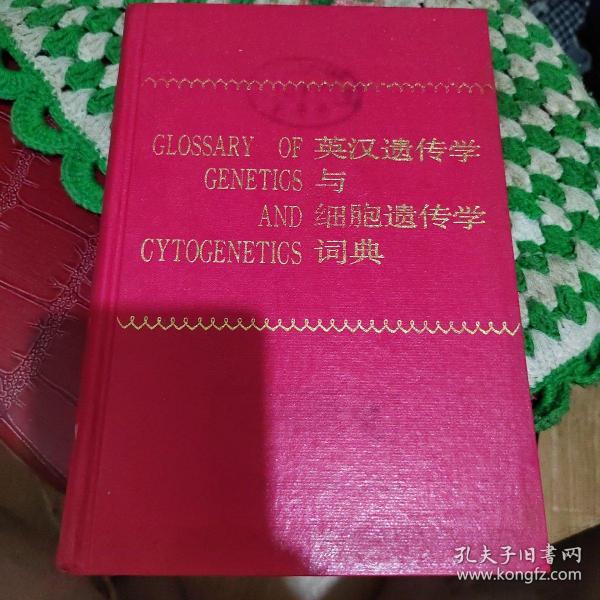 GLOSSARY OF 英汉遗传学
GENETICS 与
AND 细胞遗传学
CYTOGENETICS 词典
孔夫子旧书网
www.kongfz.com